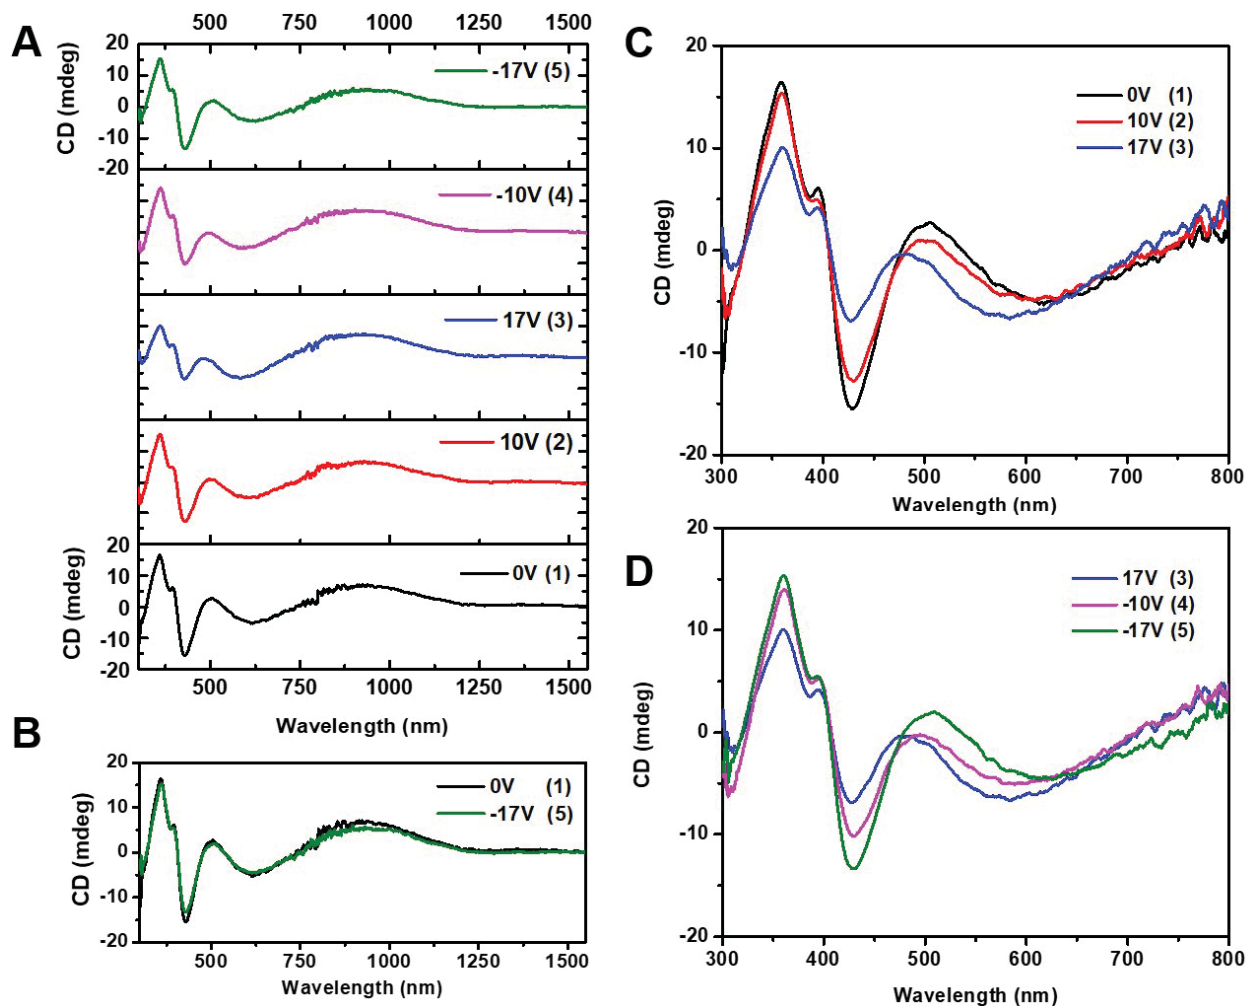 A
500 750 1000 1250 1500
20
10
0
-10
-20
CD (mdeg)
-17V (5)
-10V (4)
17V (3)
10V (2)
20
10
0
-10
-20
CD (mdeg)
0V (1)
500 750 1000 1250 1500
Wavelength (nm)
B
20
10
0
-10
-20
CD (mdeg)
0V (1)
-17V (5)
500 750 1000 1250 1500
Wavelength (nm)
C
20
10
0
-10
-20
CD (mdeg)
0V (1)
10V (2)
17V (3)
300 400 500 600 700 800
Wavelength (nm)
D
20
10
0
-10
-20
CD (mdeg)
17V (3)
-10V (4)
-17V (5)
300 400 500 600 700 800
Wavelength (nm)